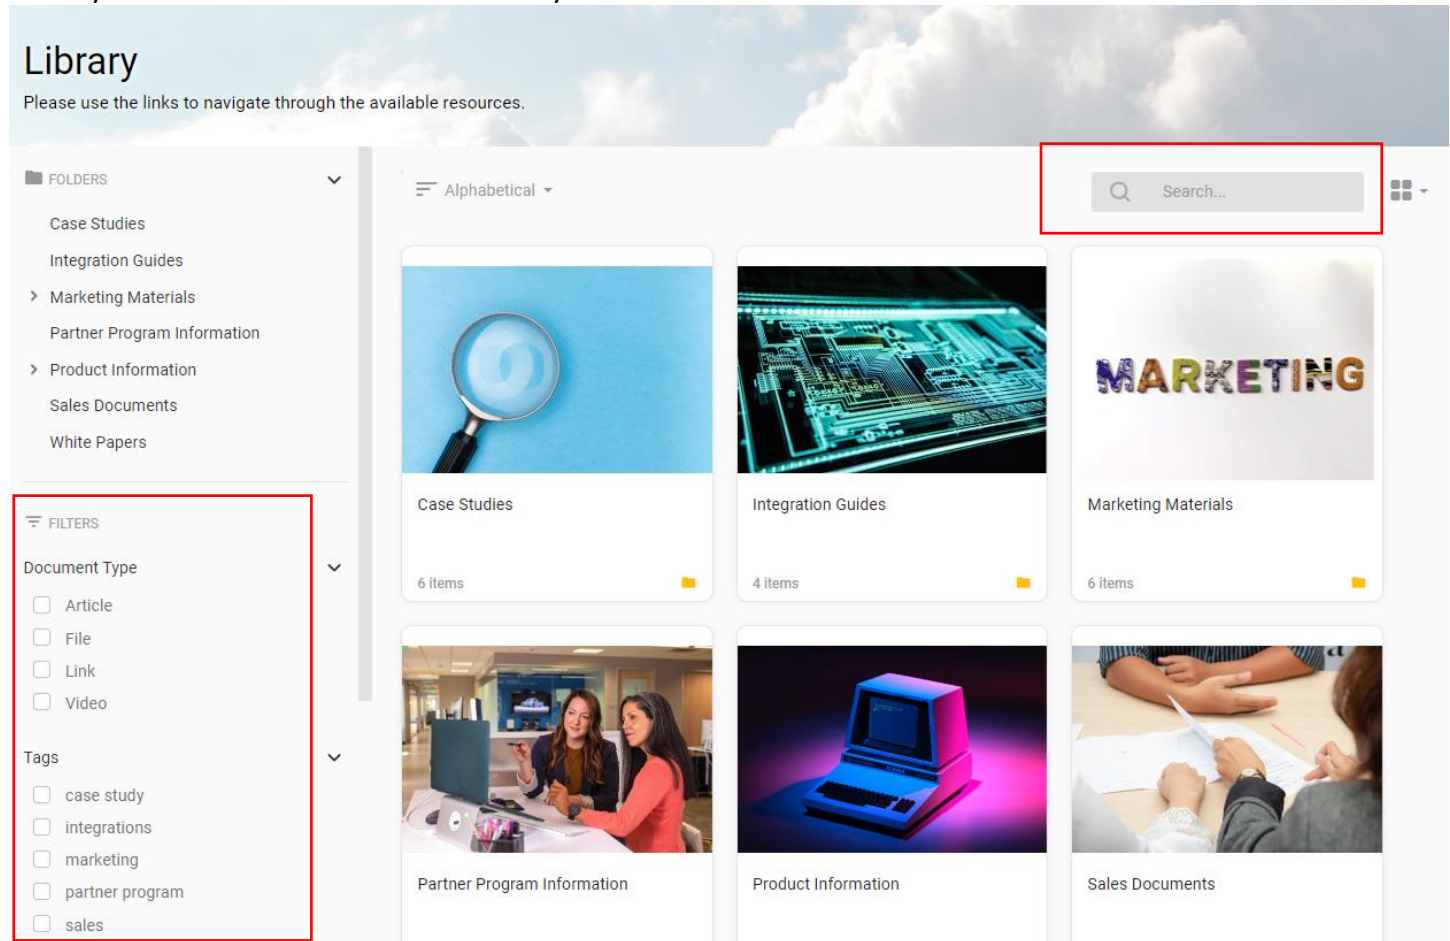 Library
Please use the links to navigate through the available resources.
FOLDERS
Case Studies
Integration Guides
Marketing Materials
Partner Program Information
Product Information
Sales Documents
White Papers
FILTERS
Document Type
Article
File
Link
Video
Tags
case study
integrations
marketing
partner program
sales
Alphabetical
Search...
MARKETING
Case Studies
6 items
Integration Guides
4 items
Marketing Materials
6 items
Partner Program Information
Product Information
Sales Documents